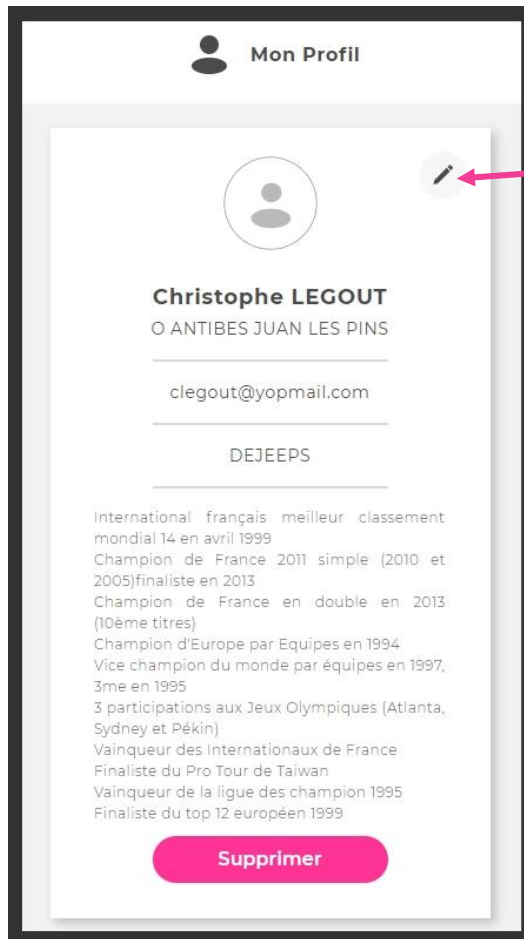 Mon Profil
Christophe LEGOUT
O ANTIBES JUAN LES PINS
clegout@yopmail.com
DEJEEPS
International français meilleur classement
mondial 14 en avril 1999
Champion de France 2011 simple (2010 et
2005)finaliste en 2013
Champion de France en double en 2013
(10ème titres)
Champion d'Europe par Equipes en 1994
Vice champion du monde par équipes en 1997,
3me en 1995
3 participations aux Jeux Olympiques (Atlanta,
Sydney et Pékin)
Vainqueur des Internationaux de France
Finaliste du Pro Tour de Taiwan
Vainqueur de la ligue des champion 1995
Finaliste du top 12 européen 1999
Supprimer